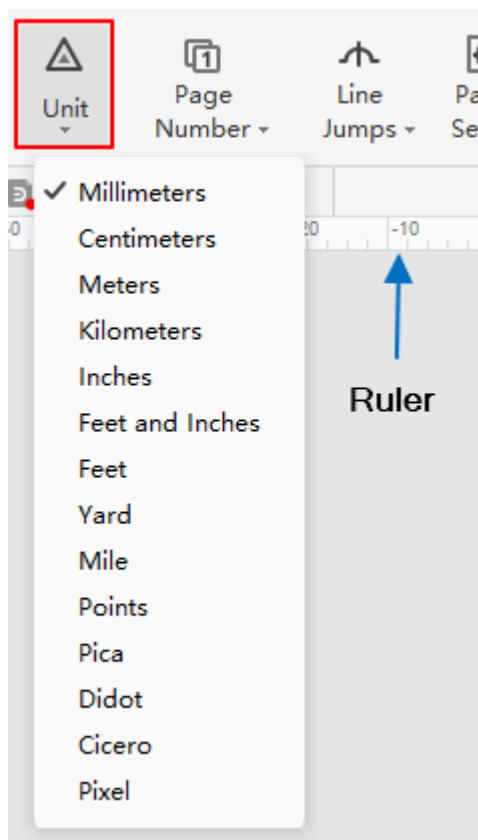 Unit
Page
Number
Line
Jumps
Pa
Se
Millimeters
-10
Centimeters
Meters
Kilometers
Inches
Ruler
Feet and Inches
Feet
Yard
Mile
Points
Pica
Didot
Cicero
Pixel